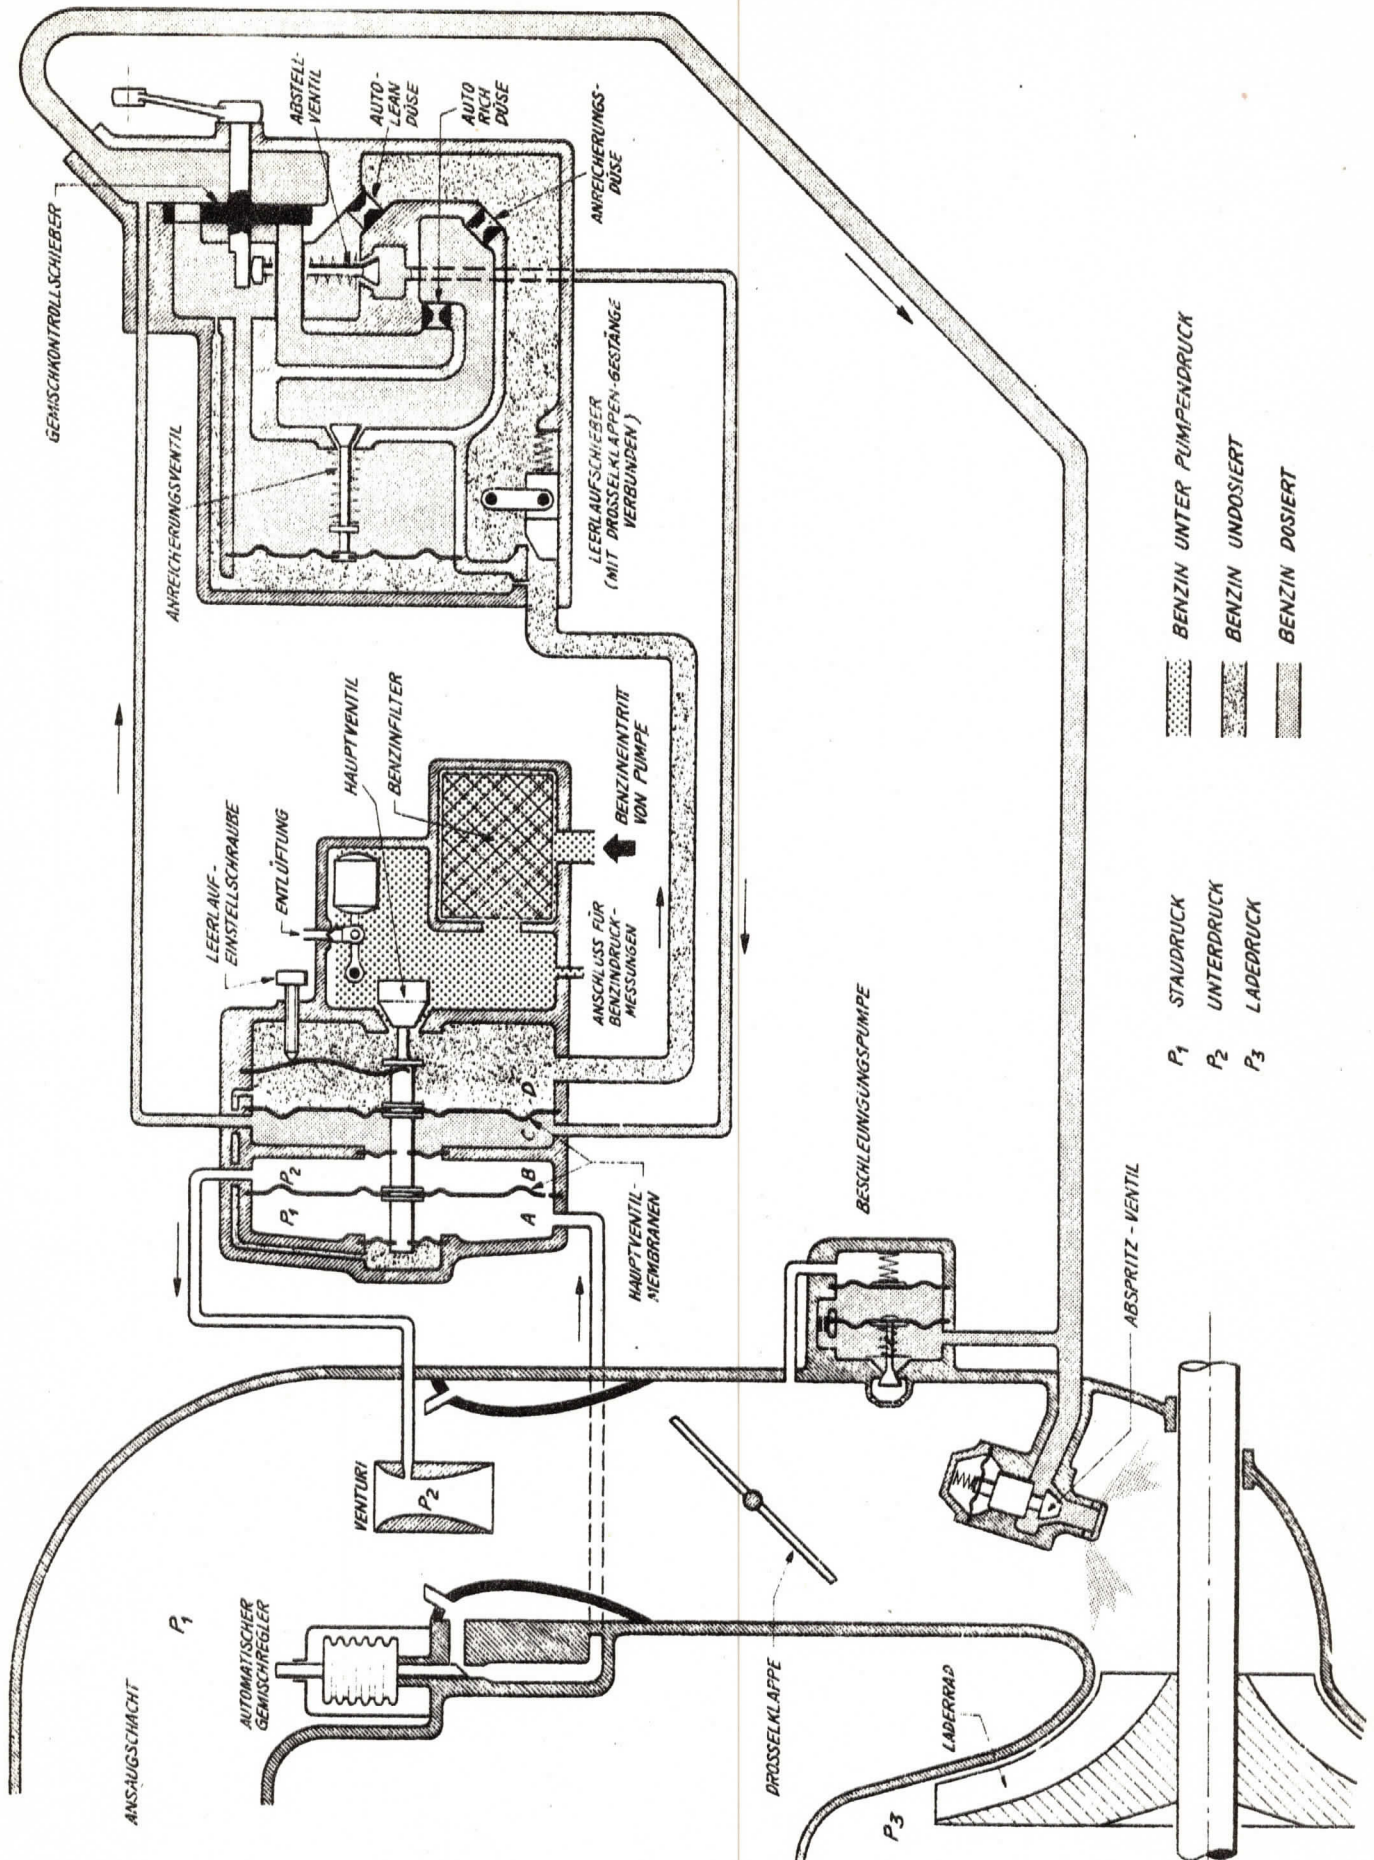 ANSAUGSCHACHT
P1
AUTOMATISCHER
GEMISCHREGLER
VENTURI
P2
LEERLAUF-
EINSTELLSCHRAUBE
ENTLÜFTUNG
HAUPTVENTIL
BENZINFILTER
ANREICHERUNGSVENTIL
GEMISCHKONTROLLSCHIEBER
ABSTELL-
VENTIL
AUTO-
LEAN
DÜSE
AUTO
RICH
DÜSE
ANREICHERUNGS-
DÜSE
P1
P2
A
B
C
D
HAUPTVENTIL-
MEMBRANEN
ANSCHLUSS FÜR
BENZINDRUCK-
MESSUNGEN
BENZINEINTRITT
VON PUMPE
LEERLAUFSCHIEBER
(MIT DROSSELKLAPPEN-GESTÄNGE
VERBUNDEN)
DROSSELKLAPPE
BESCHLEUNIGUNGSPUMPE
P3
LADERRAD
ABSPRITZ-VENTIL
P1 STAUDRUCK
P2 UNTERDRUCK
P3 LADEDRUCK
BENZIN UNTER PUMPENDRUCK
BENZIN UNDOSIERT
BENZIN DOSIERT